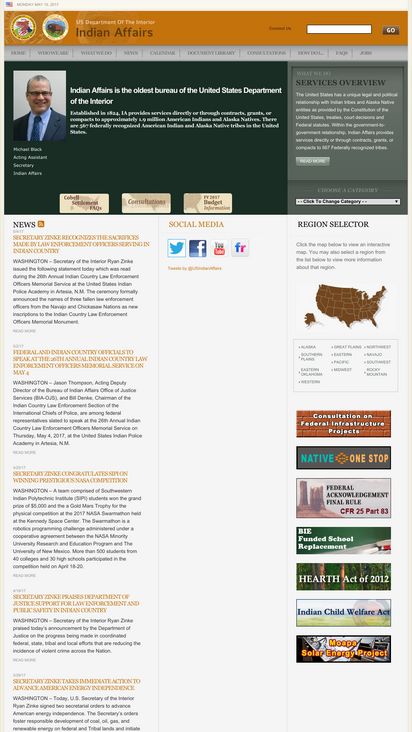 MONDAY MAY 15, 2017
US Department Of The Interior
Indian Affairs
Contact Us
GO
HOME WHO WE ARE WHAT WE DO NEWS CALENDAR DOCUMENT LIBRARY CONSULTATIONS HOW DO I... FAQs JOBS
Indian Affairs is the oldest bureau of the United States Department
of the Interior
Established in 1824, IA provides services directly or through contracts, grants, or
compacts to approximately 1.9 million American Indians and Alaska Natives. There
are 567 federally recognized American Indian and Alaska Native tribes in the United
States.
Michael Black
Acting Assistant
Secretary
Indian Affairs
Cobell
Settlement
FAQs
Consultations
FY 2017
Budget
Information
WHAT WE DO
SERVICES OVERVIEW
The United States has a unique legal and political
relationship with Indian tribes and Alaska Native
entities as provided by the Constitution of the
United States, treaties, court decisions and
Federal statutes. Within the government-to-
government relationship, Indian Affairs provides
services directly or through contracts, grants,
or compacts to 567 Federally recognized tribes.
READ MORE
CHOOSE A CATEGORY
- - Click To Change Category - -
NEWS
5/4/17
SECRETARY ZINKE RECOGNIZES THE SACRIFICES
MADE BY LAW ENFORCEMENT OFFICERS SERVING IN
INDIAN COUNTRY
WASHINGTON – Secretary of the Interior Ryan Zinke
issued the following statement today which was read
during the 26th Annual Indian Country Law Enforcement
Officers Memorial Service at the United States Indian
Police Academy in Artesia, N.M. The ceremony formally
announced the names of three fallen law enforcement
officers from the Navajo and Chickasaw Nations as new
inscriptions to the Indian Country Law Enforcement
Officers Memorial Monument.
READ MORE
5/2/17
FEDERAL AND INDIAN COUNTRY OFFICIALS TO
SPEAK AT THE 26TH ANNUAL INDIAN COUNTRY LAW
ENFORCEMENT OFFICERS MEMORIAL SERVICE ON
MAY 4
WASHINGTON – Jason Thompson, Acting Deputy
Director of the Bureau of Indian Affairs Office of Justice
Services (BIA-OJS), and Bill Denke, Chairman of the
Indian Country Law Enforcement Section of the
International Chiefs of Police, are among federal
representatives slated to speak at the 26th Annual Indian
Country Law Enforcement Officers Memorial Service on
Thursday, May 4, 2017, at the United States Indian Police
Academy in Artesia, N.M.
READ MORE
SECRETARY ZINKE CONGRATULATES SIPI ON
WINNING PRESTIGIOUS NASA COMPETITION
WASHINGTON – A team comprised of Southwestern
Indian Polytechnic Institute (SIPI) students won the grand
prize of $5,000 and the a Gold Mars Trophy for the
physical competition at the 2017 NASA Swarmathon held
at the Kennedy Space Center. The Swarmathon is a
robotics programming challenge administered under a
cooperative agreement between the NASA Minority
University Research and Education Program and The
University of New Mexico. More than 500 students from
40 colleges and 30 high schools participated in the
competition held on April 18-20.
READ MORE
SECRETARY ZINKE PRAISES DEPARTMENT OF
JUSTICE SUPPORT FOR LAW ENFORCEMENT AND
PUBLIC SAFETY IN INDIAN COUNTRY
WASHINGTON – Secretary of the Interior Ryan Zinke
praised today's announcement by the Department of
Justice on the progress being made in coordinated
federal, state, tribal and local efforts that are reducing the
incidence of violent crime across the Nation.
READ MORE
SECRETARY ZINKE TAKES IMMEDIATE ACTION TO
ADVANCE AMERICAN ENERGY INDEPENDENCE
WASHINGTON – Today, U.S. Secretary of the Interior
Ryan Zinke signed two secretarial orders to advance
American energy independence. The Secretary's orders
foster responsible development of coal, oil, gas, and
renewable energy on federal and Tribal lands and initiate
SOCIAL MEDIA
You Tube
fr
Tweets by @USIndianAffairs
REGION SELECTOR
Click the map below for an interactive
map. You may also select a region from
the list below to view more information
about that region.
ALASKA GREAT PLAINS NORTHWEST
SOUTHERN PLAINS EASTERN NAVAJO
PACIFIC SOUTHWEST
EASTERN OKLAHOMA MIDWEST ROCKY MOUNTAIN
WESTERN
Consultation on
Federal Infrastructure
Projects
NATIVE ONE STOP
FEDERAL
ACKNOWLEDGEMENT
FINAL RULE
CFR 25 Part 83
BIE
Funded School
Replacement
HEARTH Act of 2012
Indian Child Welfare Act
Moapa
Solar Energy Project